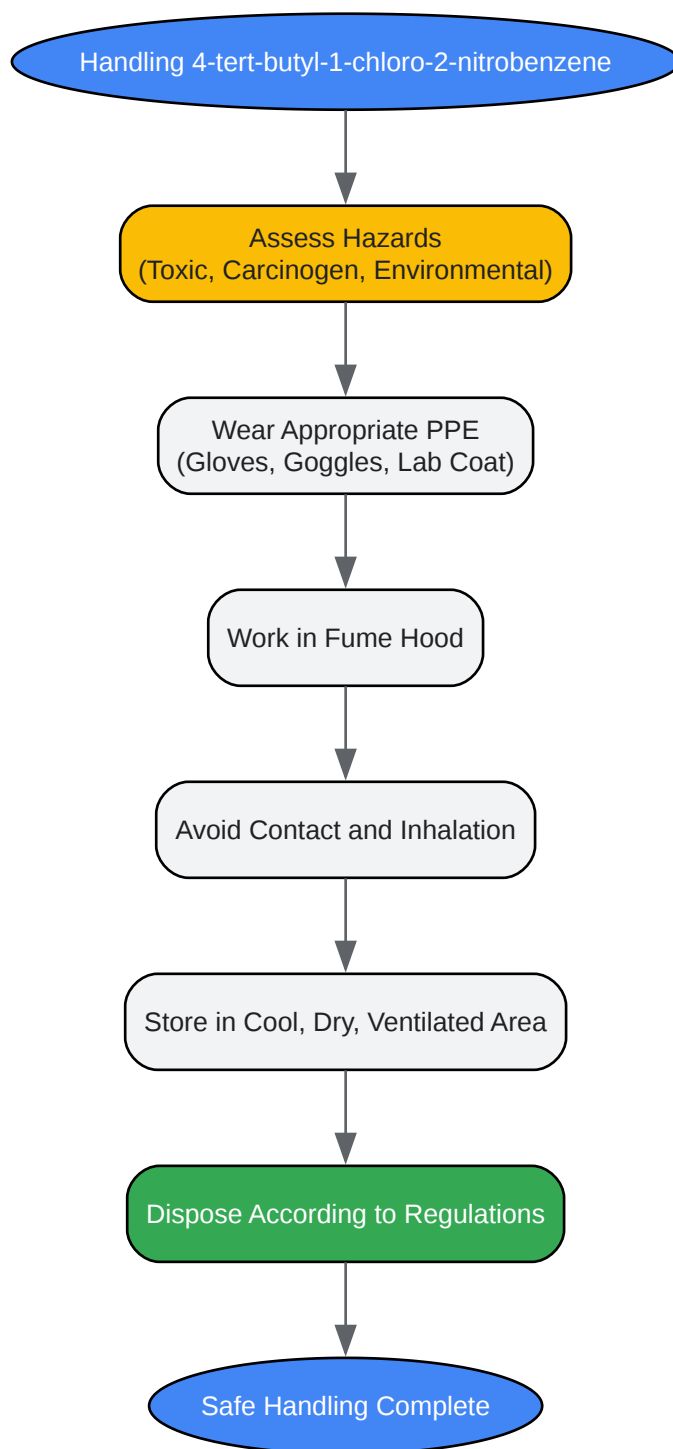 Handling 4-tert-butyl-1-chloro-2-nitrobenzene
Assess Hazards
(Toxic, Carcinogen, Environmental)
Wear Appropriate PPE
(Gloves, Goggles, Lab Coat)
Work in Fume Hood
Avoid Contact and Inhalation
Store in Cool, Dry, Ventilated Area
Dispose According to Regulations
Safe Handling Complete